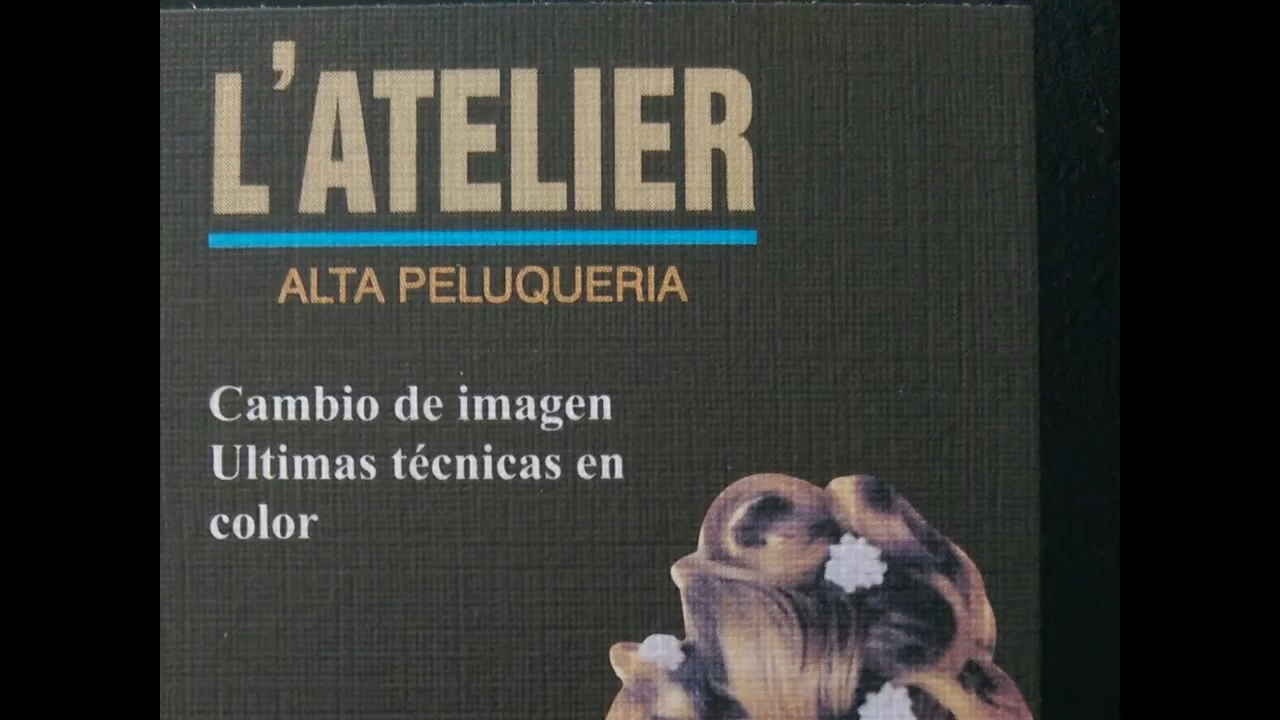 L'ATELIER
ALTA PELUQUERIA
Cambio de imagen
Ultimas técnicas en
color